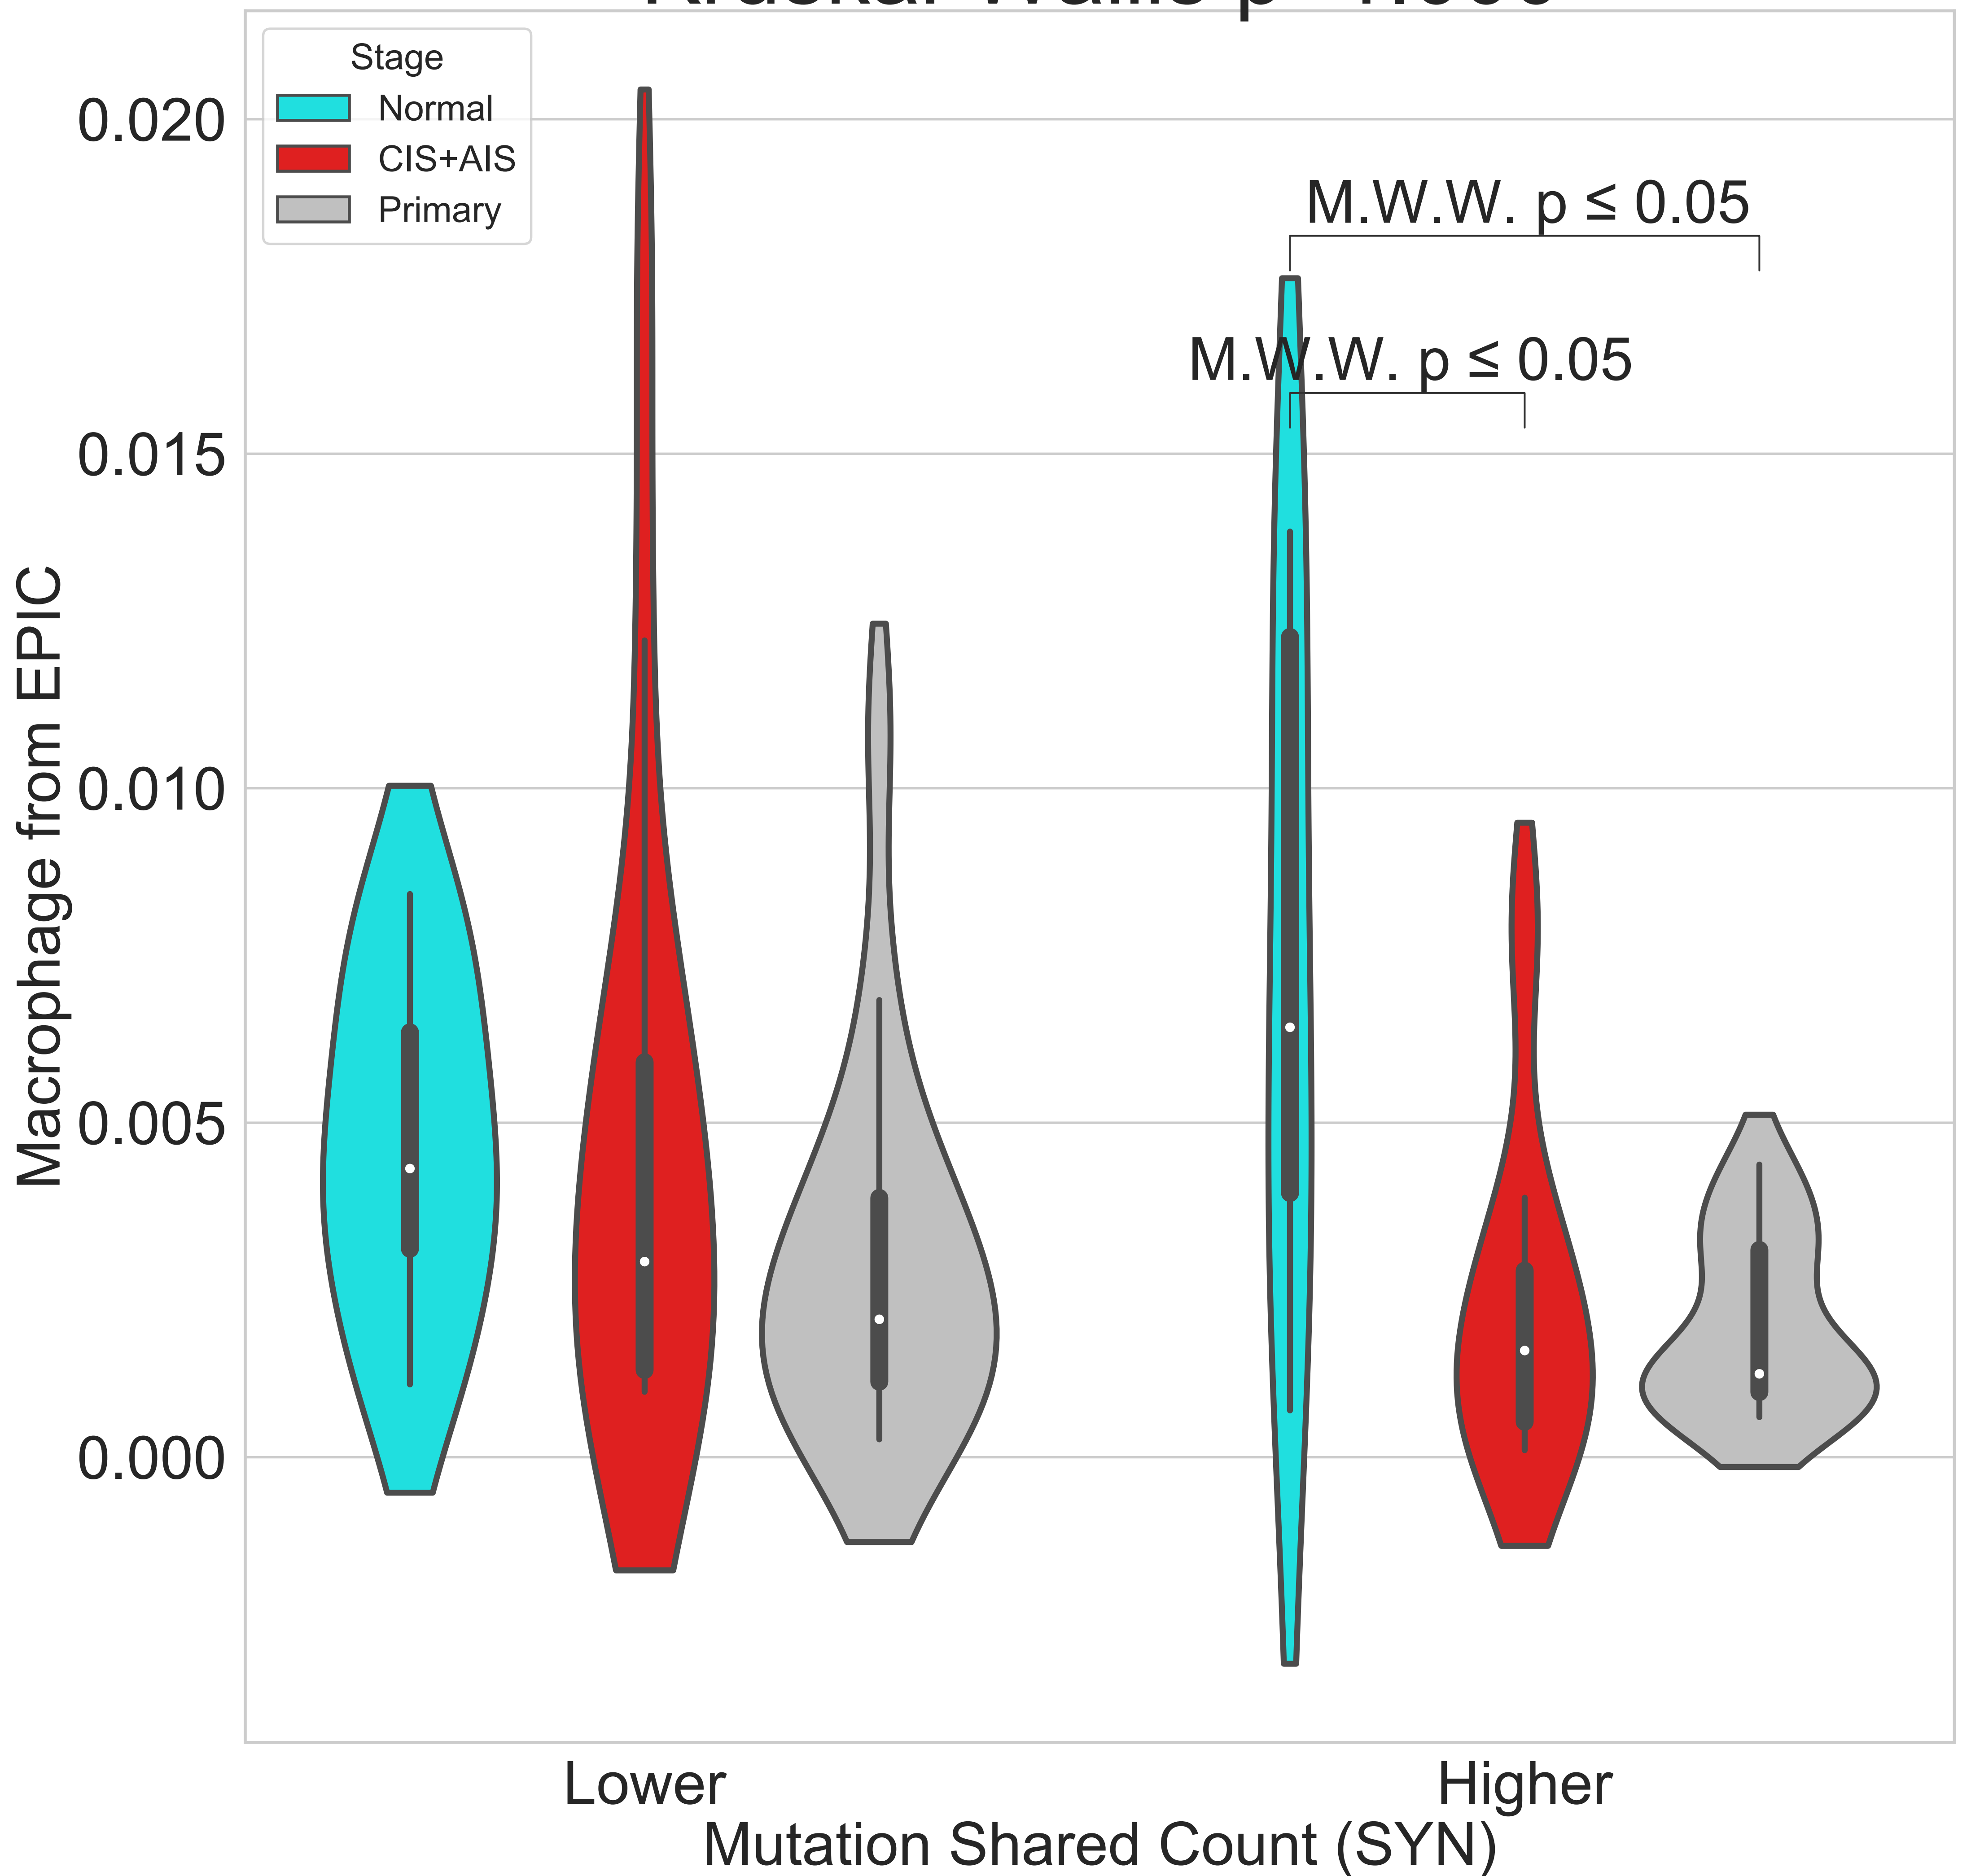 Stage
Normal
CIS+AIS
Primary
M.W.W. p ≤ 0.05
M.W.W. p ≤ 0.05
0.020
0.015
0.010
0.005
0.000
Macrophage from EPIC
Lower
Higher
Mutation Shared Count (SYN)